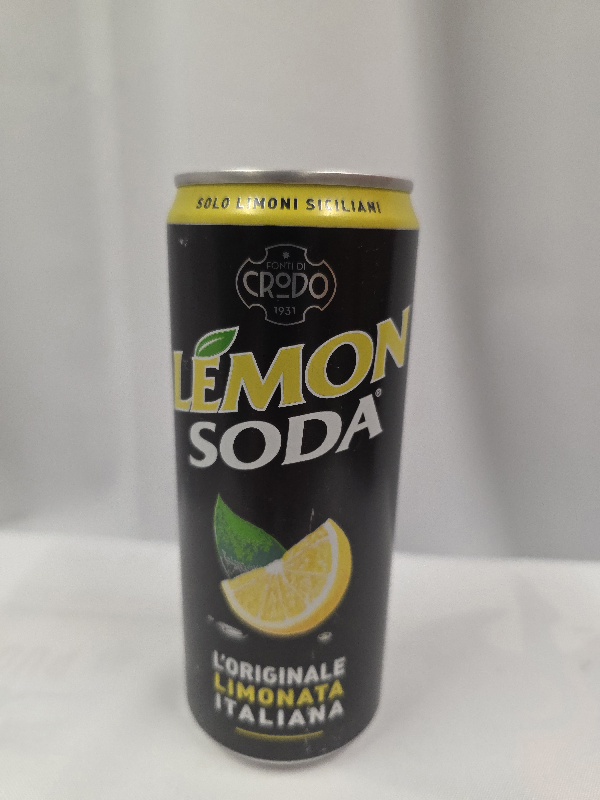 SOLO LIMONI SICILIANI
FONTI DI
CRODO
1931
LEMON
SODA®
L'ORIGINALE
LIMONATA
ITALIANA